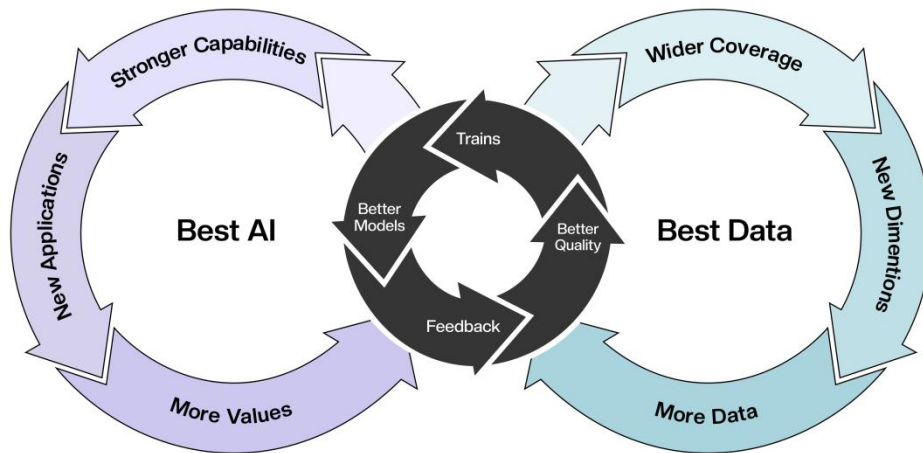 Stronger Capabilities
New Applications
More Values
Best AI
Trains
Better
Models
Feedback
Better
Quality
Best Data
Wider Coverage
New Dimentions
More Data